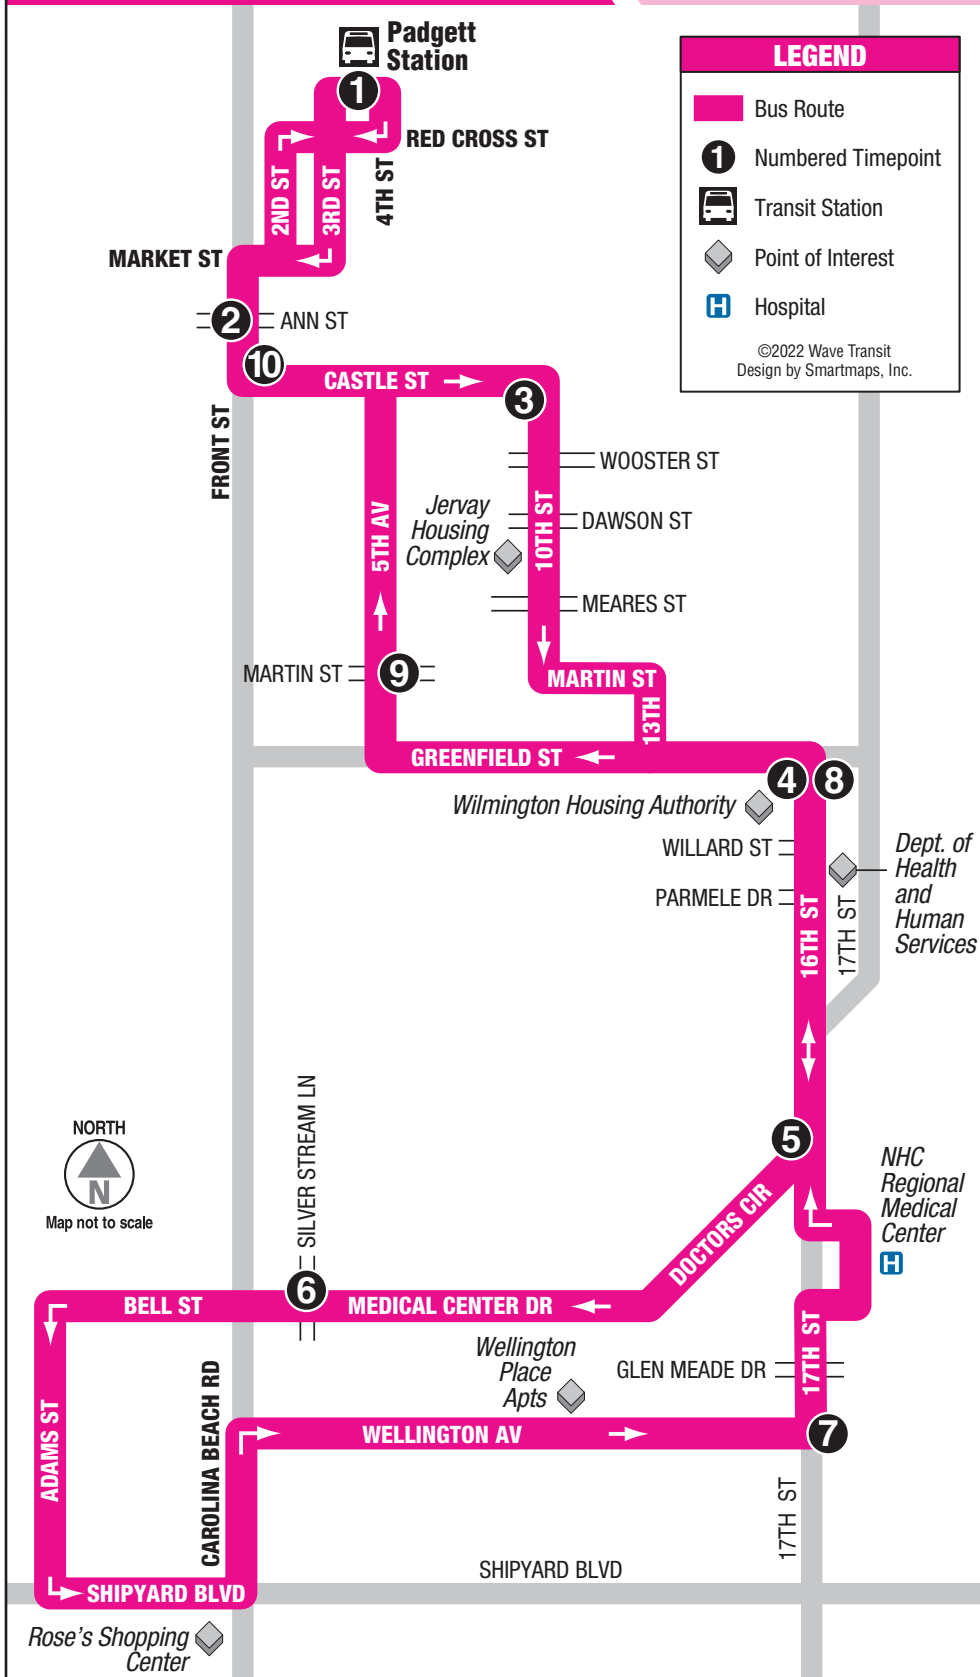 Padgett
Station
1
RED CROSS ST
2ND ST
3RD ST
4TH ST
MARKET ST
2
ANN ST
10
CASTLE ST
3
FRONT ST
WOOSTER ST
Jervay
Housing
Complex
5TH AV
10TH ST
DAWSON ST
MEARES ST
MARTIN ST
9
MARTIN ST
13TH
GREENFIELD ST
4
8
Wilmington Housing Authority
WILLARD ST
PARMELE DR
16TH ST
17TH ST
Dept. of
Health
and
Human
Services
NORTH
N
Map not to scale
SILVER STREAM LN
5
DOCTORS CIR
NHC
Regional
Medical
Center
H
6
BELL ST
MEDICAL CENTER DR
Wellington
Place
Apts
GLEN MEADE DR
17TH ST
ADAMS ST
CAROLINA BEACH RD
WELLINGTON AV
7
17TH ST
SHIPYARD BLVD
SHIPYARD BLVD
Rose's Shopping
Center
LEGEND
Bus Route
1 Numbered Timepoint
Transit Station
Point of Interest
H Hospital
©2022 Wave Transit
Design by Smartmaps, Inc.